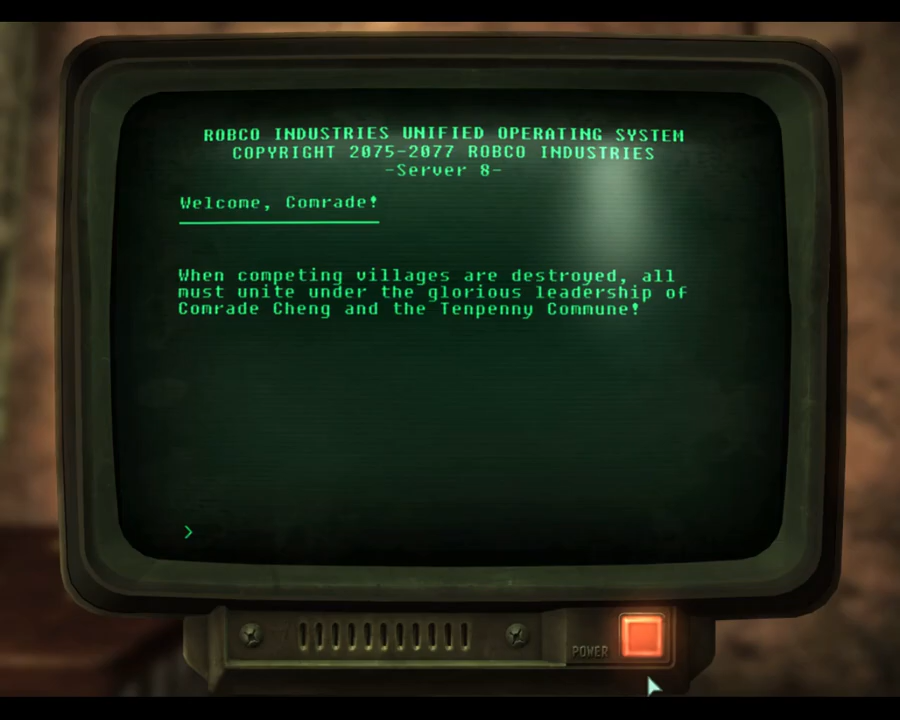 ROBCO INDUSTRIES UNIFIED OPERATING SYSTEM
COPYRIGHT 2075-2077 ROBCO INDUSTRIES
-Server 8-
Welcome, Comrade!
When competing villages are destroyed, all
must unite under the glorious leadership of
Comrade Cheng and the Tenpenny Commune!
>
POWER